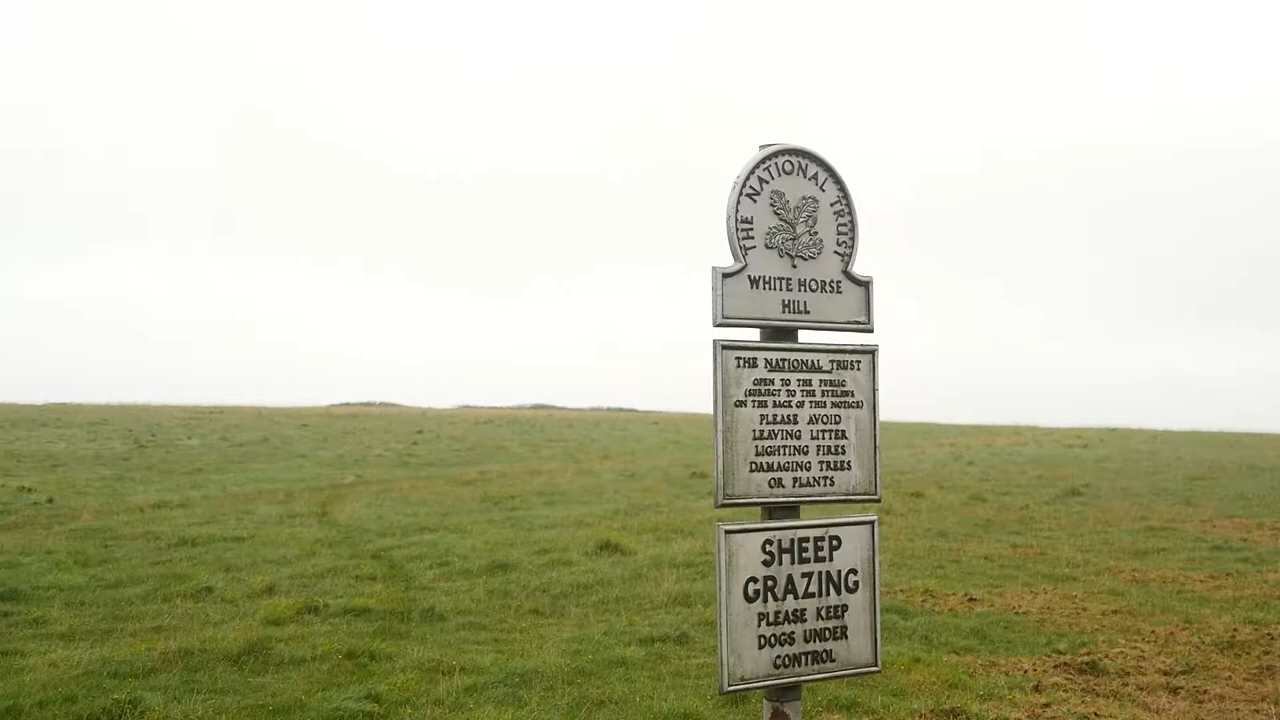 THE NATIONAL TRUST
WHITE HORSE
HILL
THE NATIONAL TRUST
OPEN TO THE PUBLIC
(SUBJECT TO THE BYELAWS
ON THE BACK OF THIS NOTICE)
PLEASE AVOID
LEAVING LITTER
LIGHTING FIRES
DAMAGING TREES
OR PLANTS
SHEEP
GRAZING
PLEASE KEEP
DOGS UNDER
CONTROL